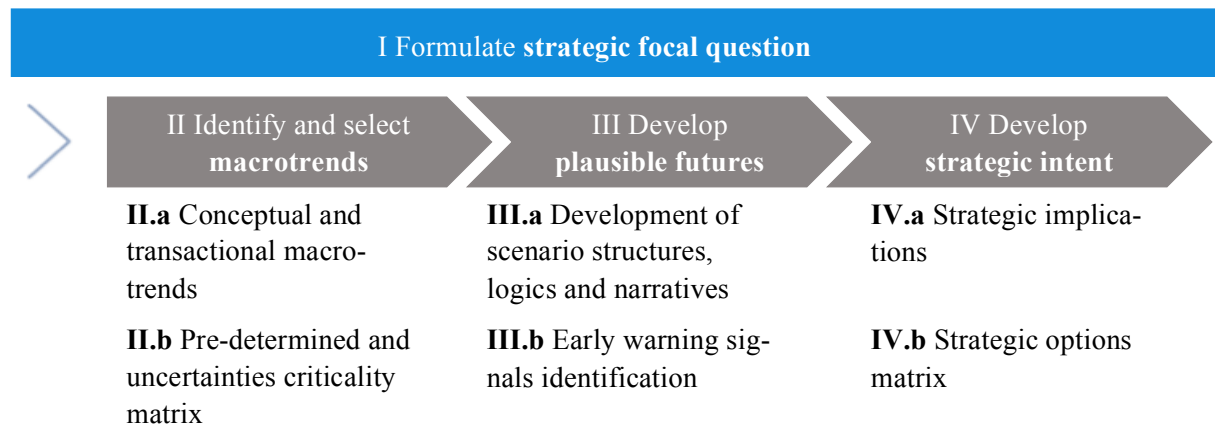 I Formulate strategic focal question
II Identify and select
macrotrends
III Develop
plausible futures
IV Develop
strategic intent
II.a Conceptual and
transactional macro-
trends
III.a Development of
scenario structures,
logics and narratives
IV.a Strategic implica-
tions
II.b Pre-determined and
uncertainties criticality
matrix
III.b Early warning sig-
nals identification
IV.b Strategic options
matrix